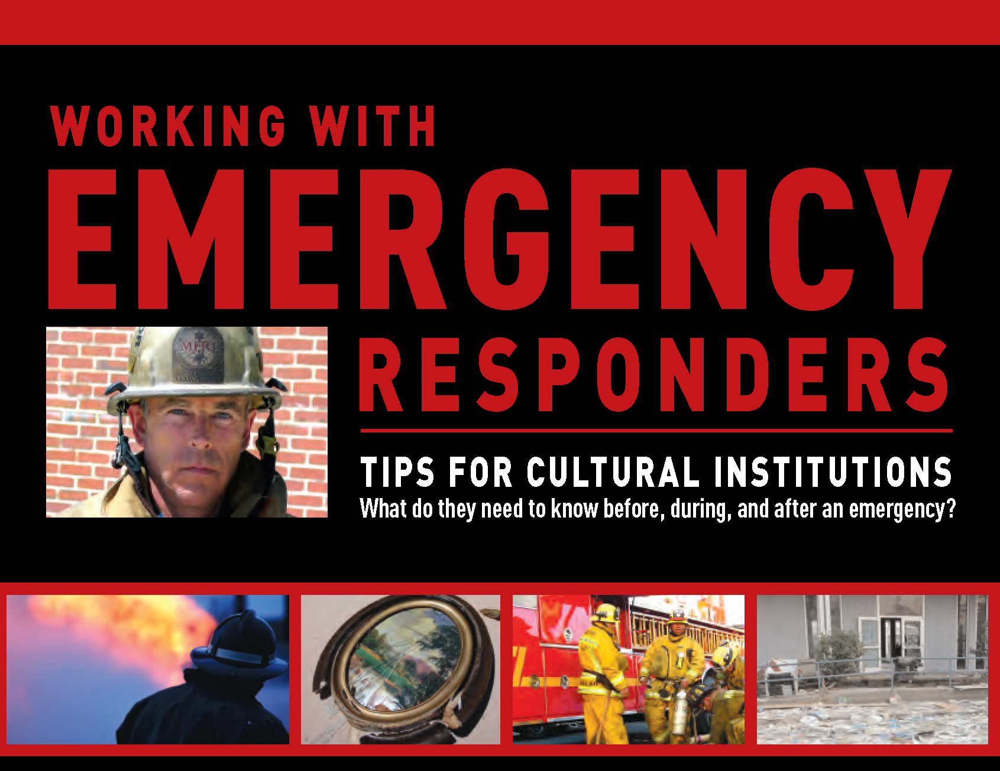 WORKING WITH
EMERGENCY
RESPONDERS
TIPS FOR CULTURAL INSTITUTIONS
What do they need to know before, during, and after an emergency?
MFRI